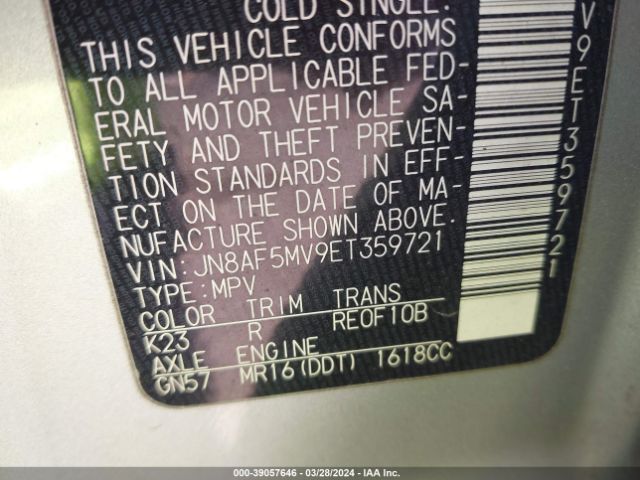 COLD SINGLE:
THIS VEHICLE CONFORMS
TO ALL APPLICABLE FED-
ERAL MOTOR VEHICLE SA-
FETY AND THEFT PREVEN-
TION STANDARDS IN EFF-
ECT ON THE DATE OF MA-
NUFACTURE SHOWN ABOVE.
VIN:JN8AF5MV9ET359721
TYPE:MPV
COLOR TRIM TRANS
K23 R RE0F10B
AXLE ENGINE
GN57 MR16(DDT) 1618CC
V9ET359721
000-39057646 - 03/28/2024 - IAA Inc.